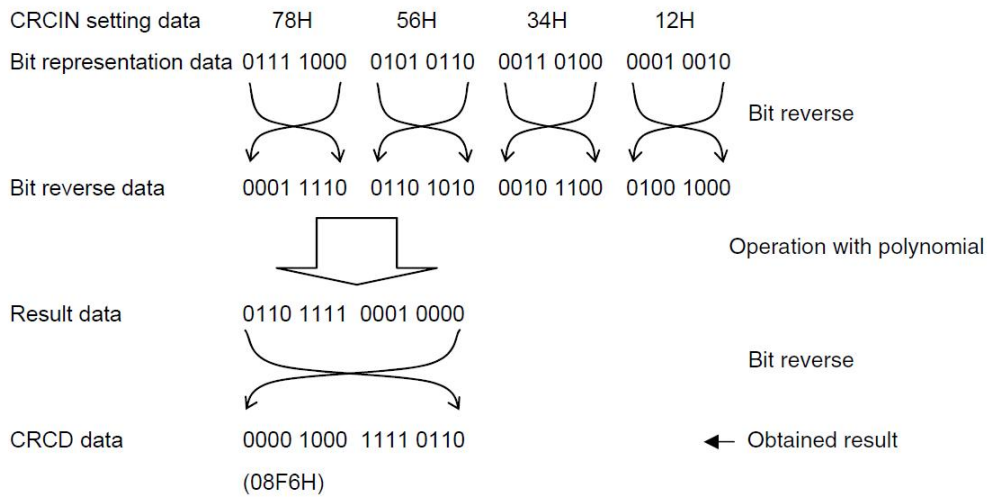 CRCIN setting data 78H 56H 34H 12H
Bit representation data 0111 1000 0101 0110 0011 0100 0001 0010
Bit reverse
Bit reverse data 0001 1110 0110 1010 0010 1100 0100 1000
Operation with polynomial
Result data 0110 1111 0001 0000
Bit reverse
CRCD data 0000 1000 1111 0110 Obtained result
(08F6H)